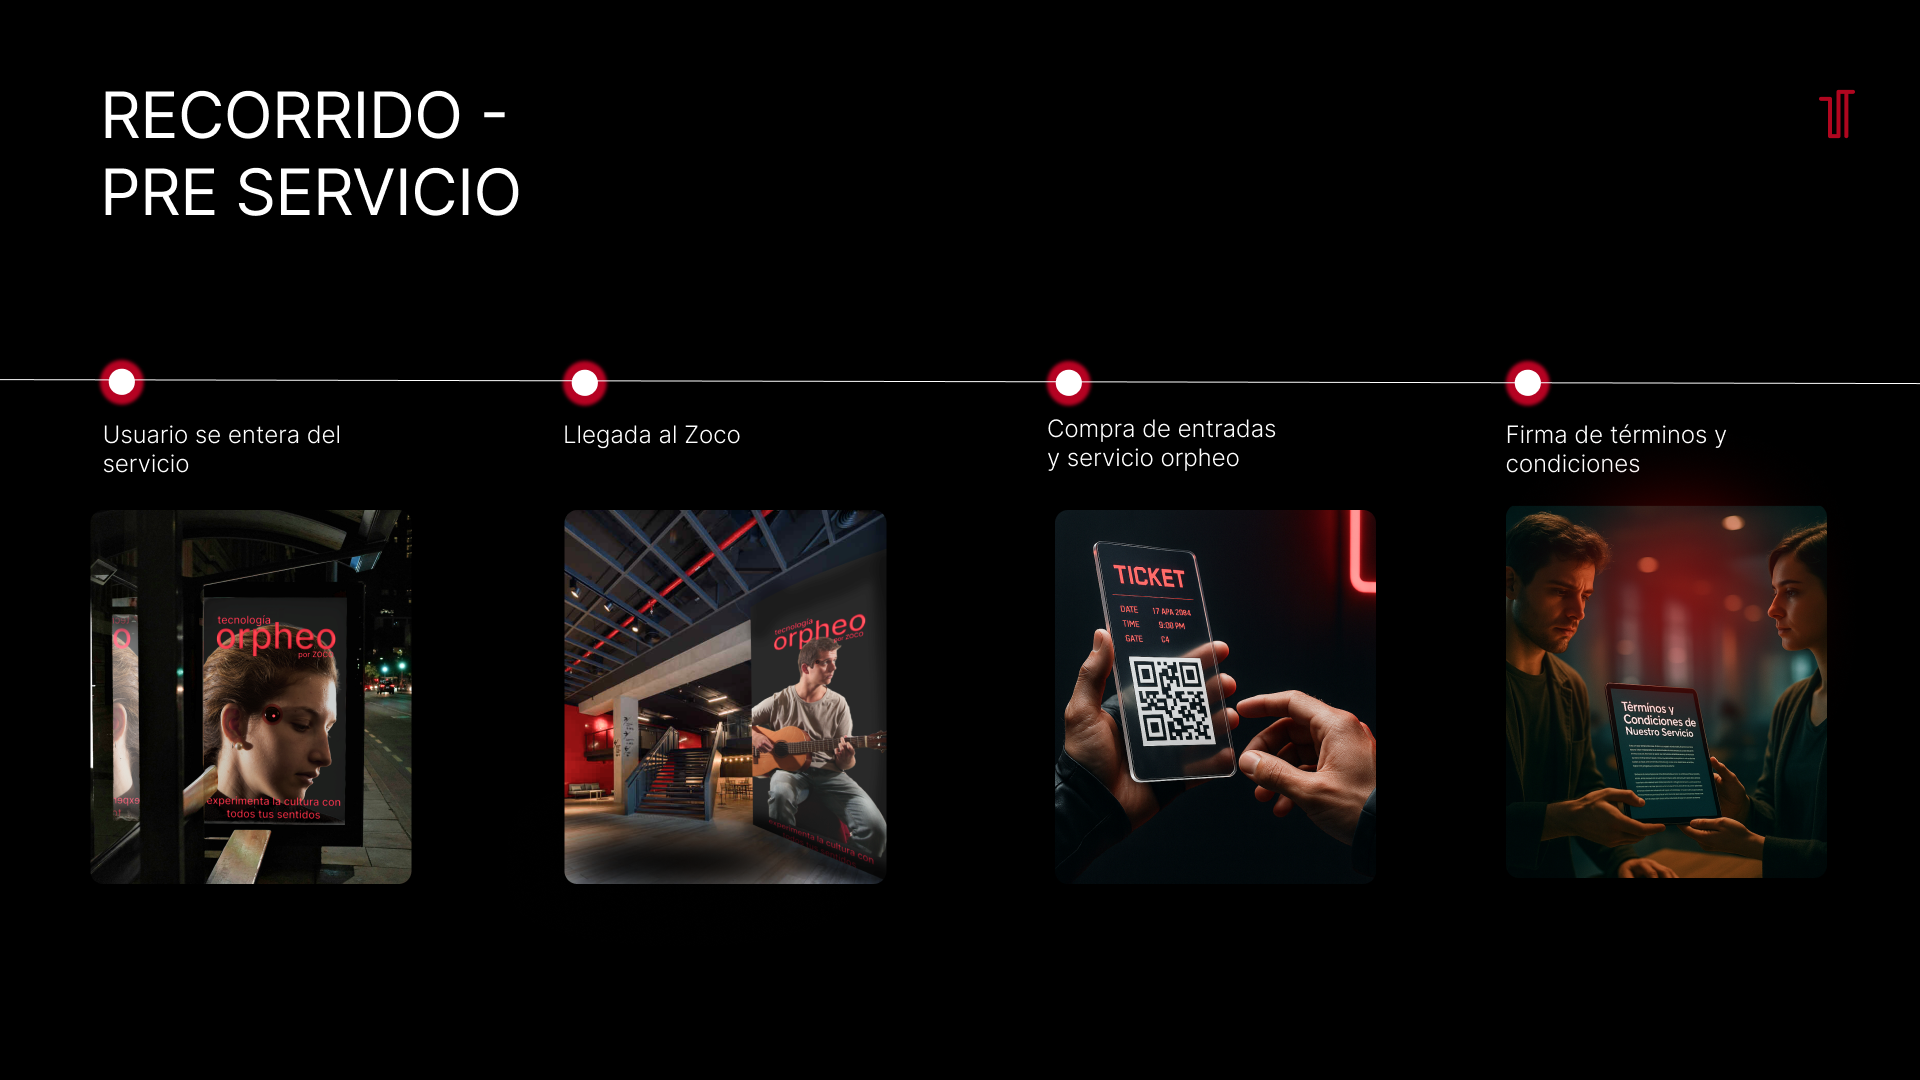 RECORRIDO -
PRE SERVICIO
Usuario se entera del
servicio
Llegada al Zoco
Compra de entradas
y servicio orpheo
Firma de términos y
condiciones
tecnología
orpheo
por ZOCO
experimenta la cultura con
todos tus sentidos
tecnología
orpheo
por ZOCO
experimenta la cultura con
TICKET
DATE 17 APA 2084
TIME 9:00 PM
GATE C4
Términos y
Condiciones de
Nuestro Servicio